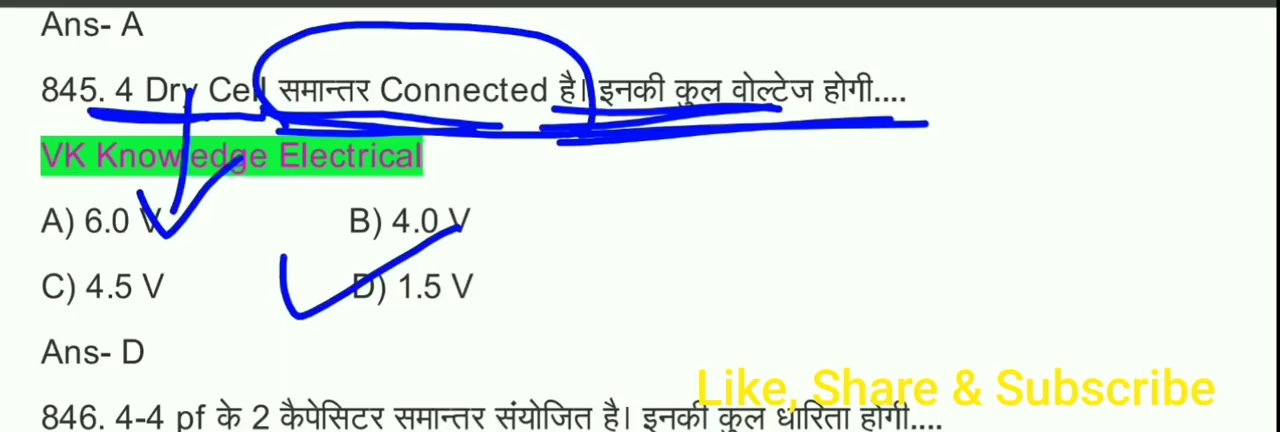 Ans- A
845. 4 Dry Cell समान्तर Connected है। इनकी कुल वोल्टेज होगी....
VK Knowledge Electrical
A) 6.0 V B) 4.0 V
C) 4.5 V D) 1.5 V
Ans- D
Like, Share & Subscribe
846. 4-4 pf के 2 कैपेसिटर समान्तर संयोजित है। इनकी कुल धारिता होगी....